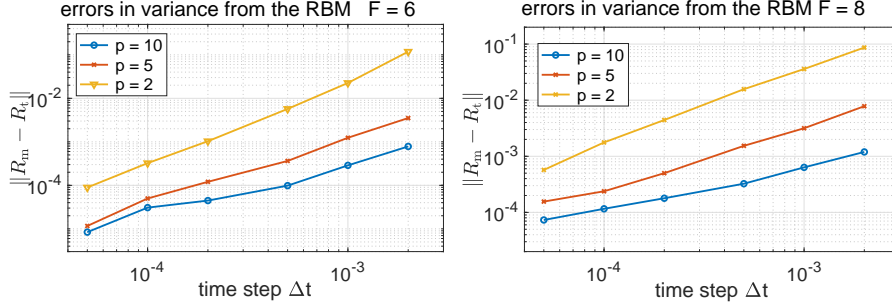 errors in variance from the RBM F = 6
p = 10
p = 5
p = 2
||R_m − R_t||
10^-2
10^-4
10^-4
10^-3
time step Δt
errors in variance from the RBM F = 8
p = 10
p = 5
p = 2
||R_m − R_t||
10^-1
10^-2
10^-3
10^-4
10^-4
10^-3
time step Δt